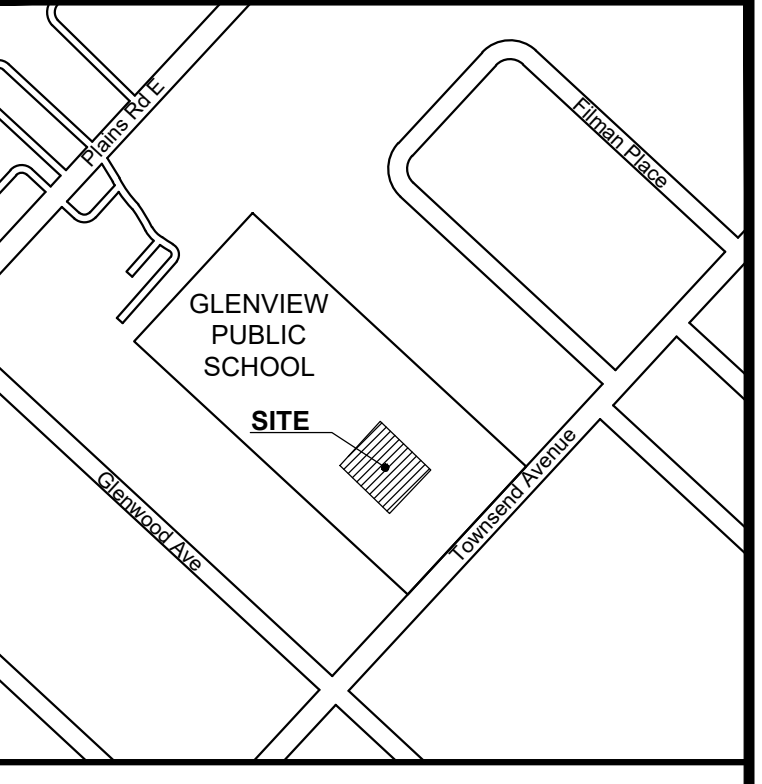 Plains Rd E
Filman Place
GLENVIEW
PUBLIC
SCHOOL
SITE
Glenwood Ave
Townsend Avenue